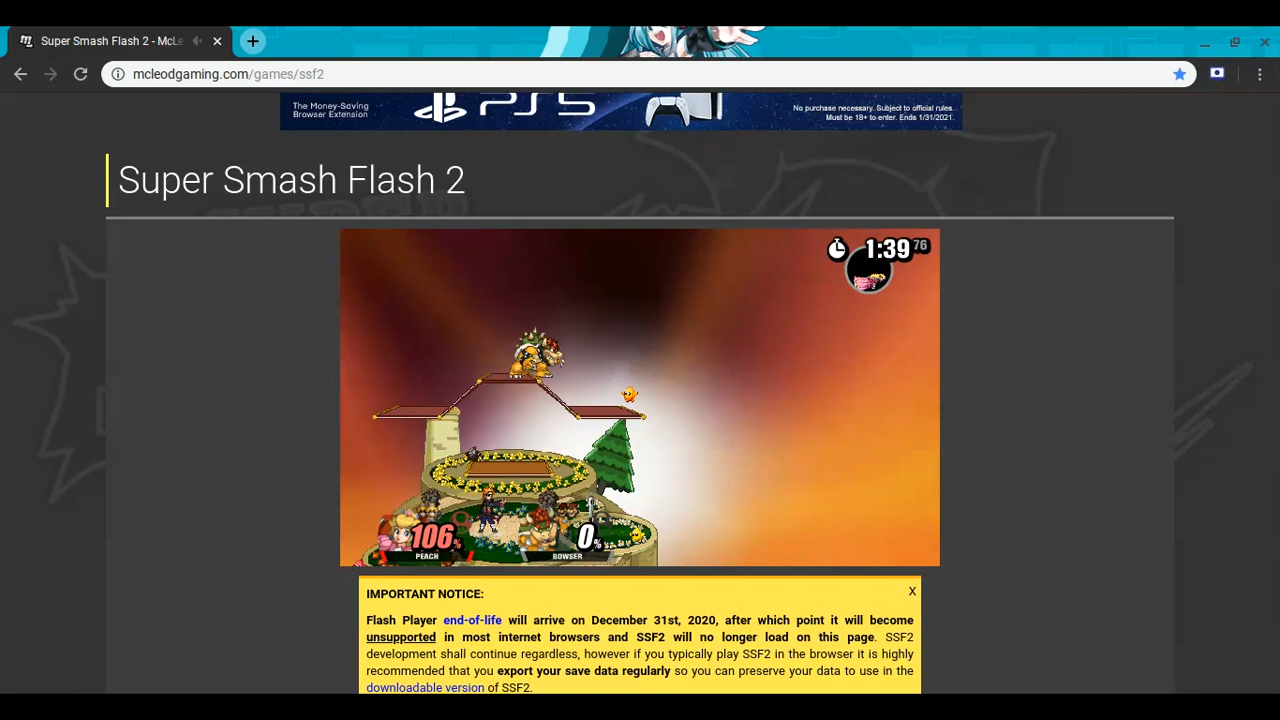 Super Smash Flash 2 - McLe
mcleodgaming.com/games/ssf2
The Money-Saving
Browser Extension
PS5
No purchase necessary. Subject to official rules.
Must be 18+ to enter. Ends 1/31/2021.
Super Smash Flash 2
1:39 76
106%
PEACH
0%
BOWSER
IMPORTANT NOTICE:
X
Flash Player end-of-life will arrive on December 31st, 2020, after which point it will become
unsupported in most internet browsers and SSF2 will no longer load on this page. SSF2
development shall continue regardless, however if you typically play SSF2 in the browser it is highly
recommended that you export your save data regularly so you can preserve your data to use in the
downloadable version of SSF2.